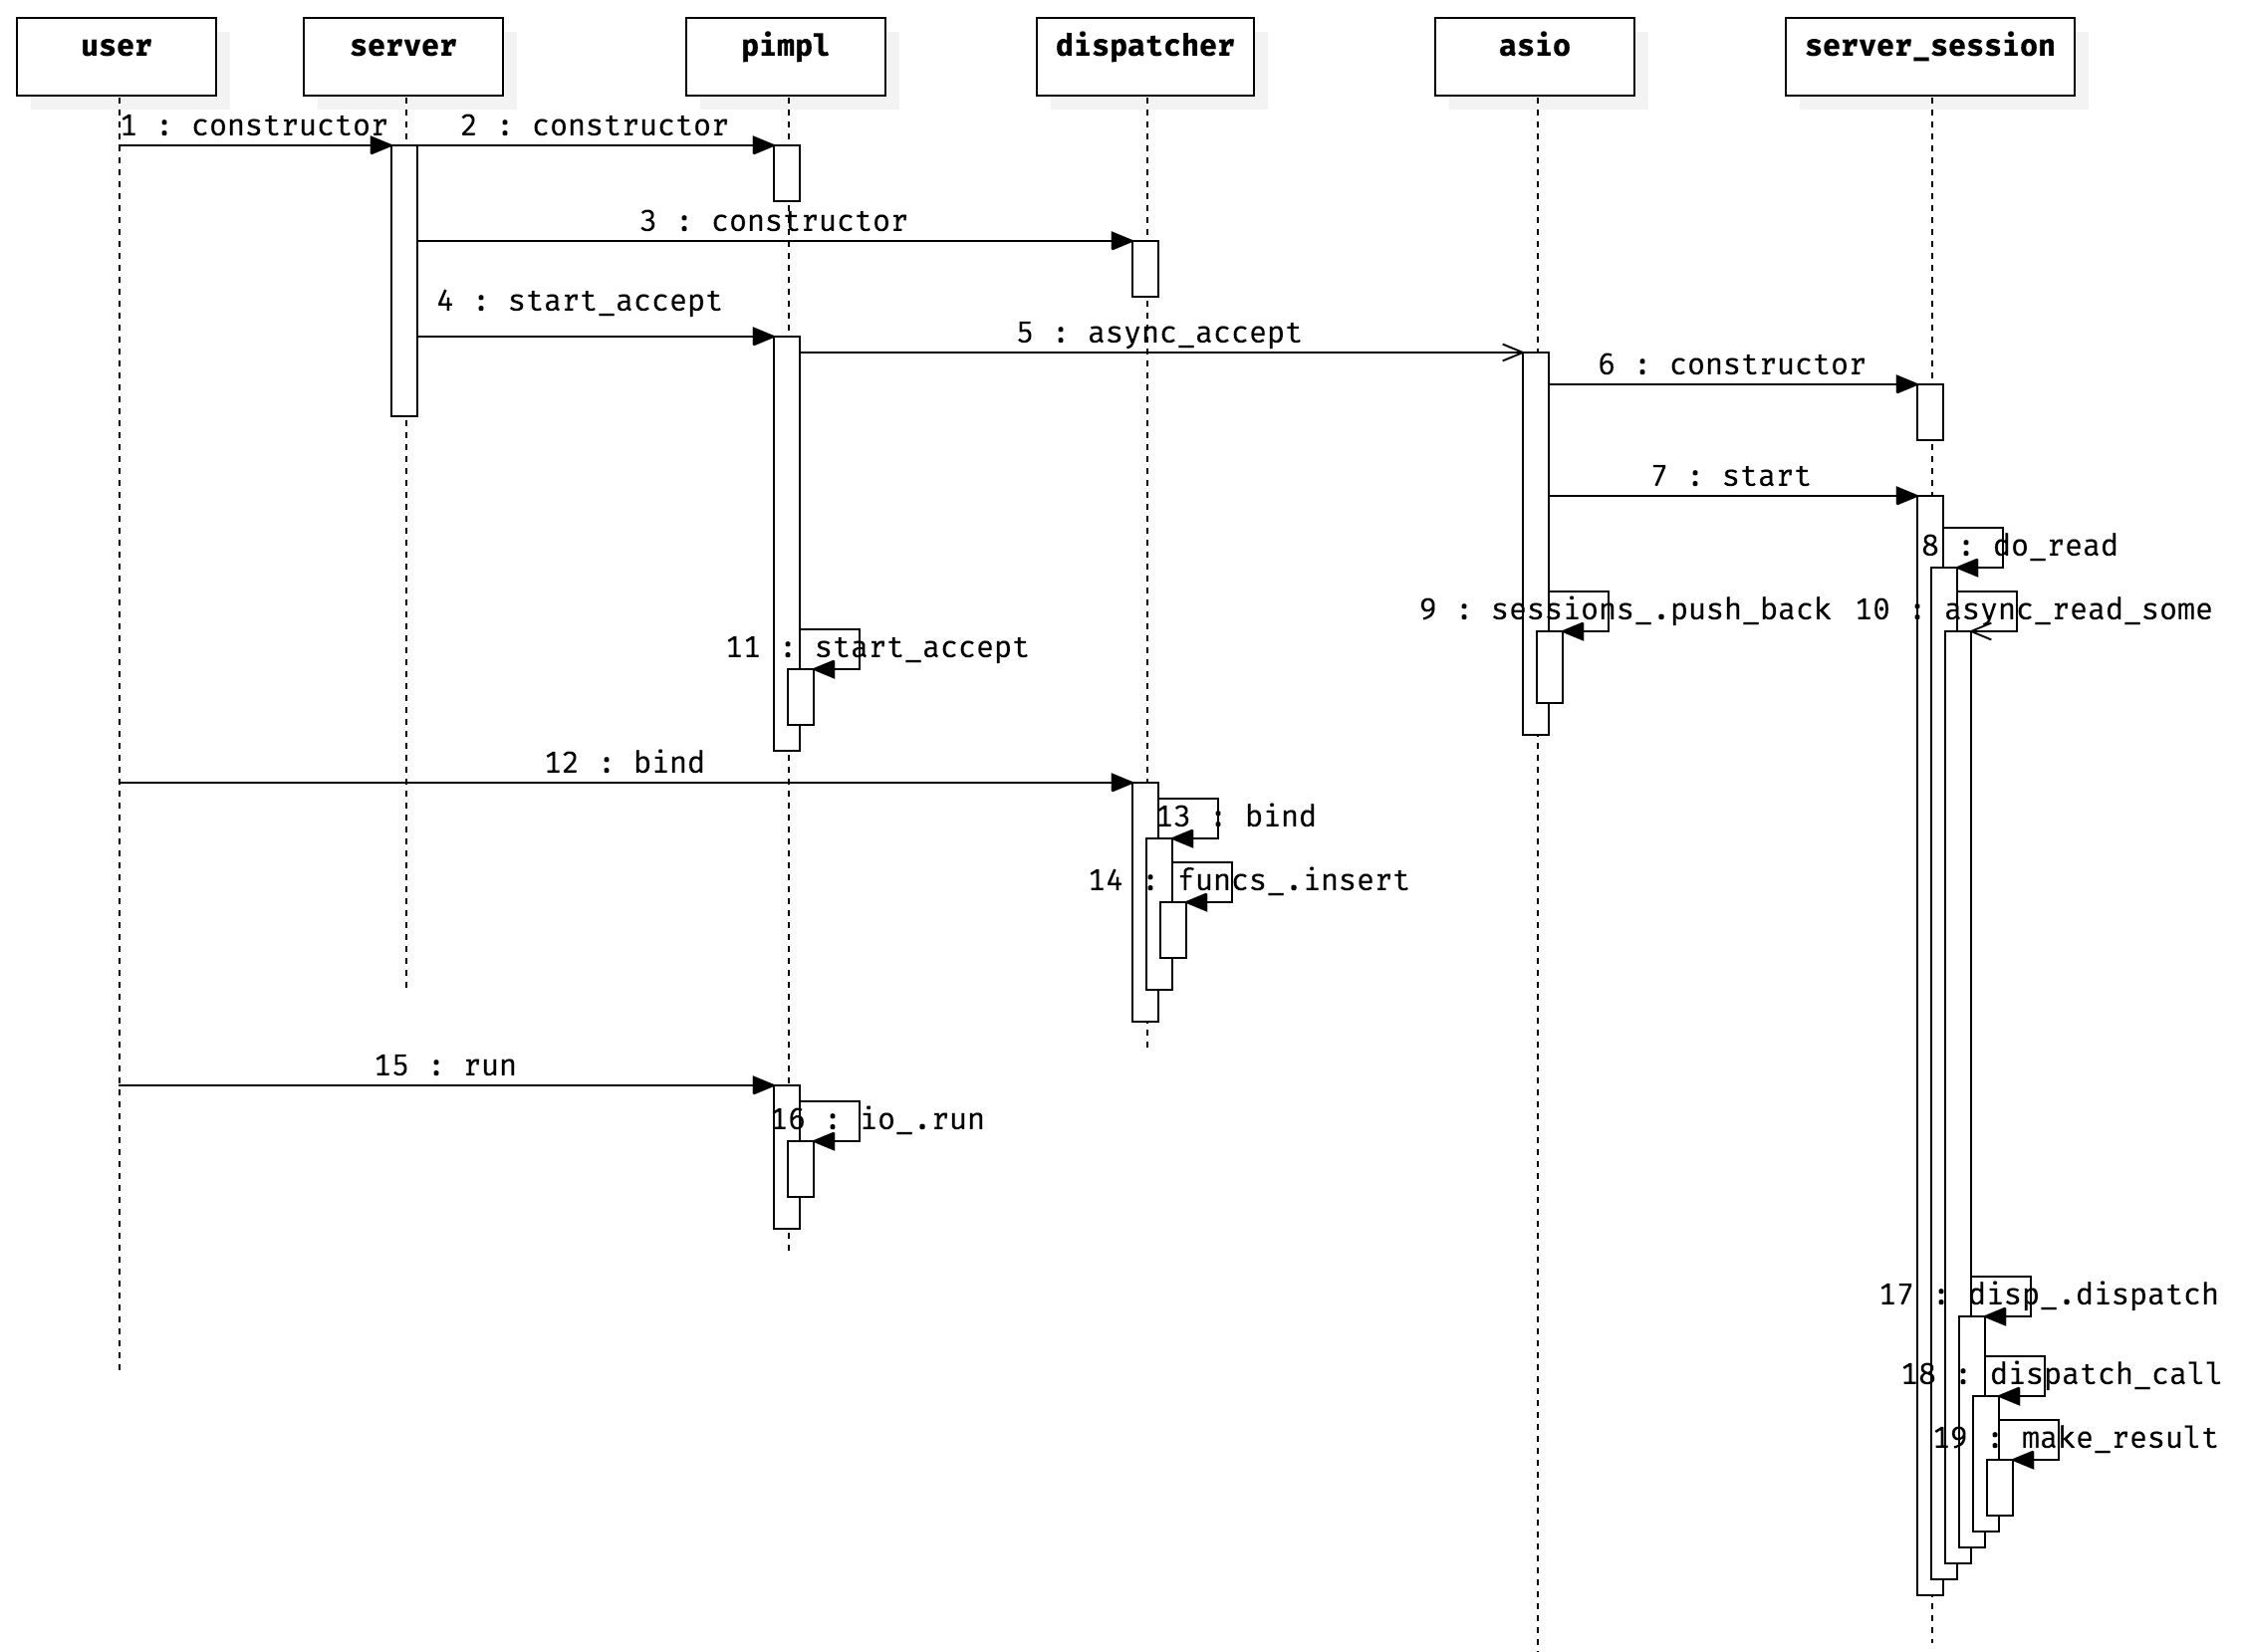 user
server
pimpl
dispatcher
asio
server_session
1 : constructor
2 : constructor
3 : constructor
4 : start_accept
5 : async_accept
6 : constructor
7 : start
8 : do_read
9 : sessions_.push_back
10 : async_read_some
11 : start_accept
12 : bind
13 : bind
14 : funcs_.insert
15 : run
16 : io_.run
17 : disp_.dispatch
18 : dispatch_call
19 : make_result